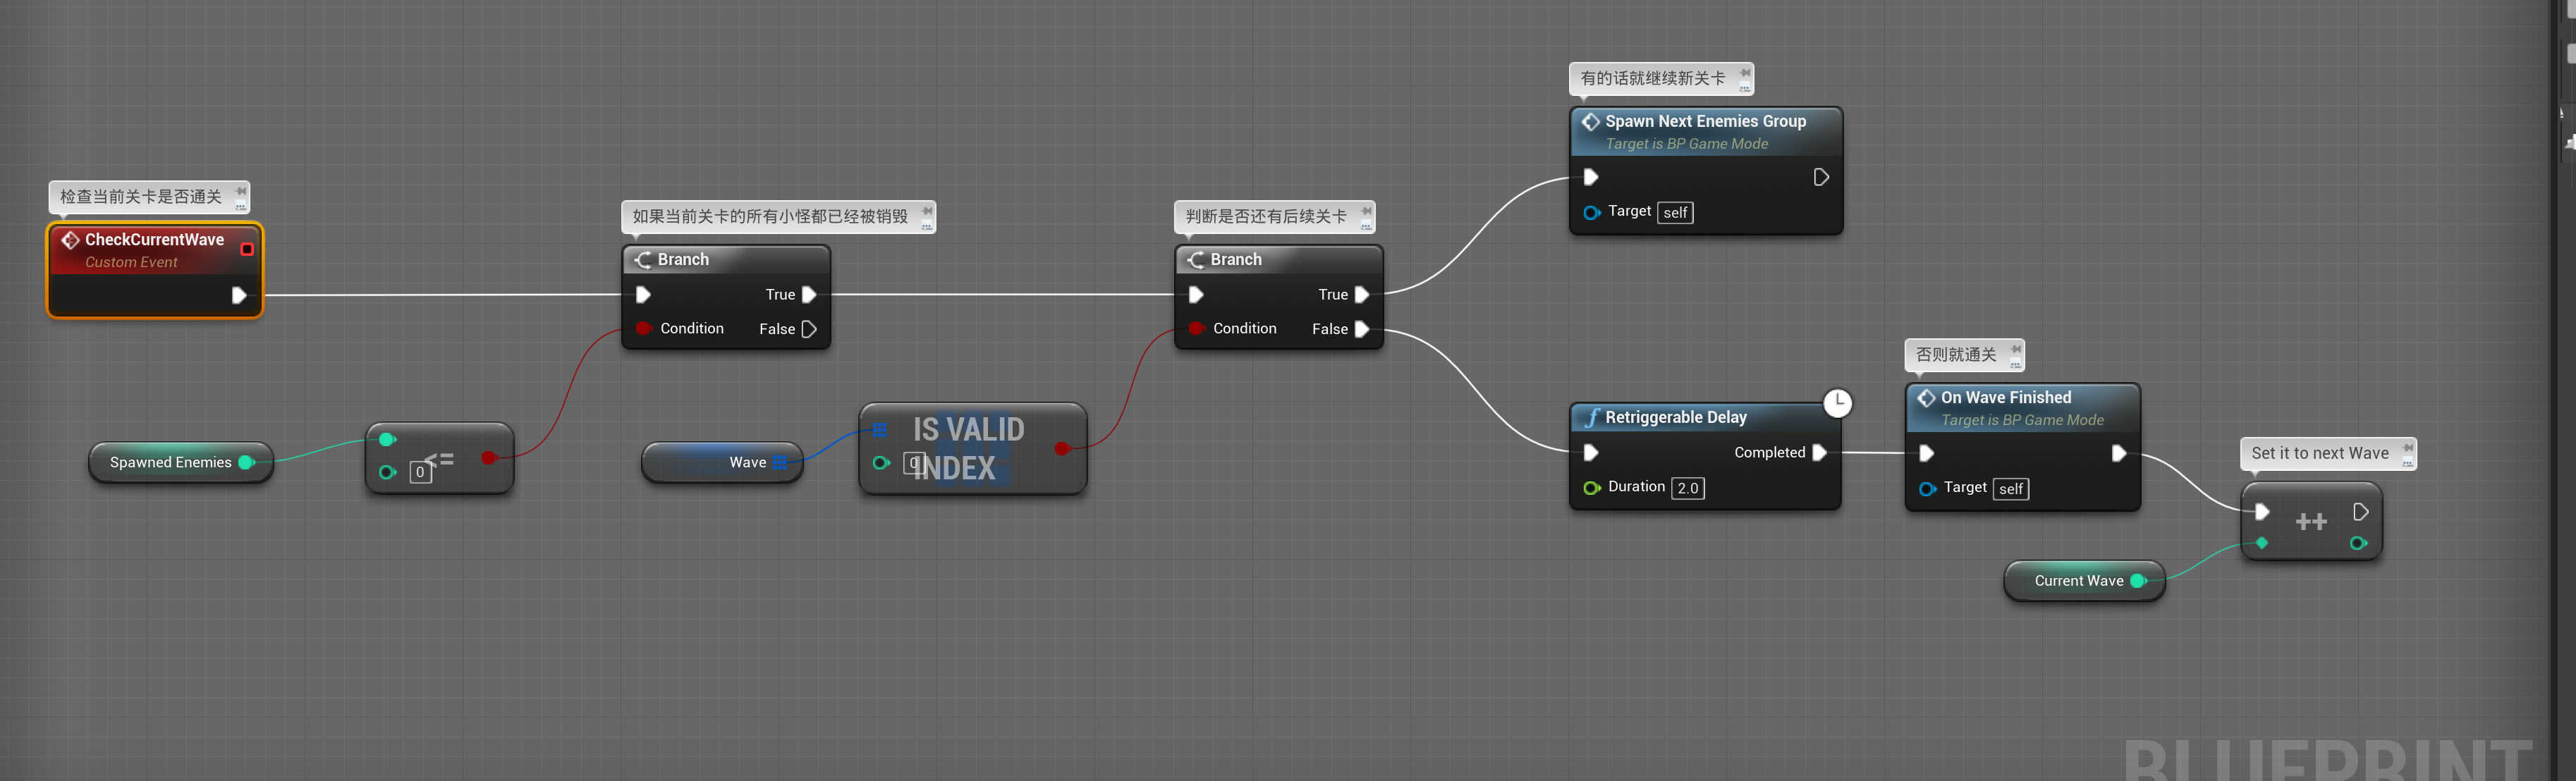 检查当前关卡是否通关
CheckCurrentWave
Custom Event
Spawned Enemies
<=
0
如果当前关卡的所有小怪都已经被销毁
Branch
True
Condition
False
Wave
IS VALID
INDEX
0
判断是否还有后续关卡
Branch
True
Condition
False
有的话就继续新关卡
Spawn Next Enemies Group
Target is BP Game Mode
Target self
Retriggerable Delay
Completed
Duration 2.0
否则就通关
On Wave Finished
Target is BP Game Mode
Target self
Set it to next Wave
++
Current Wave
BLUEPRINT